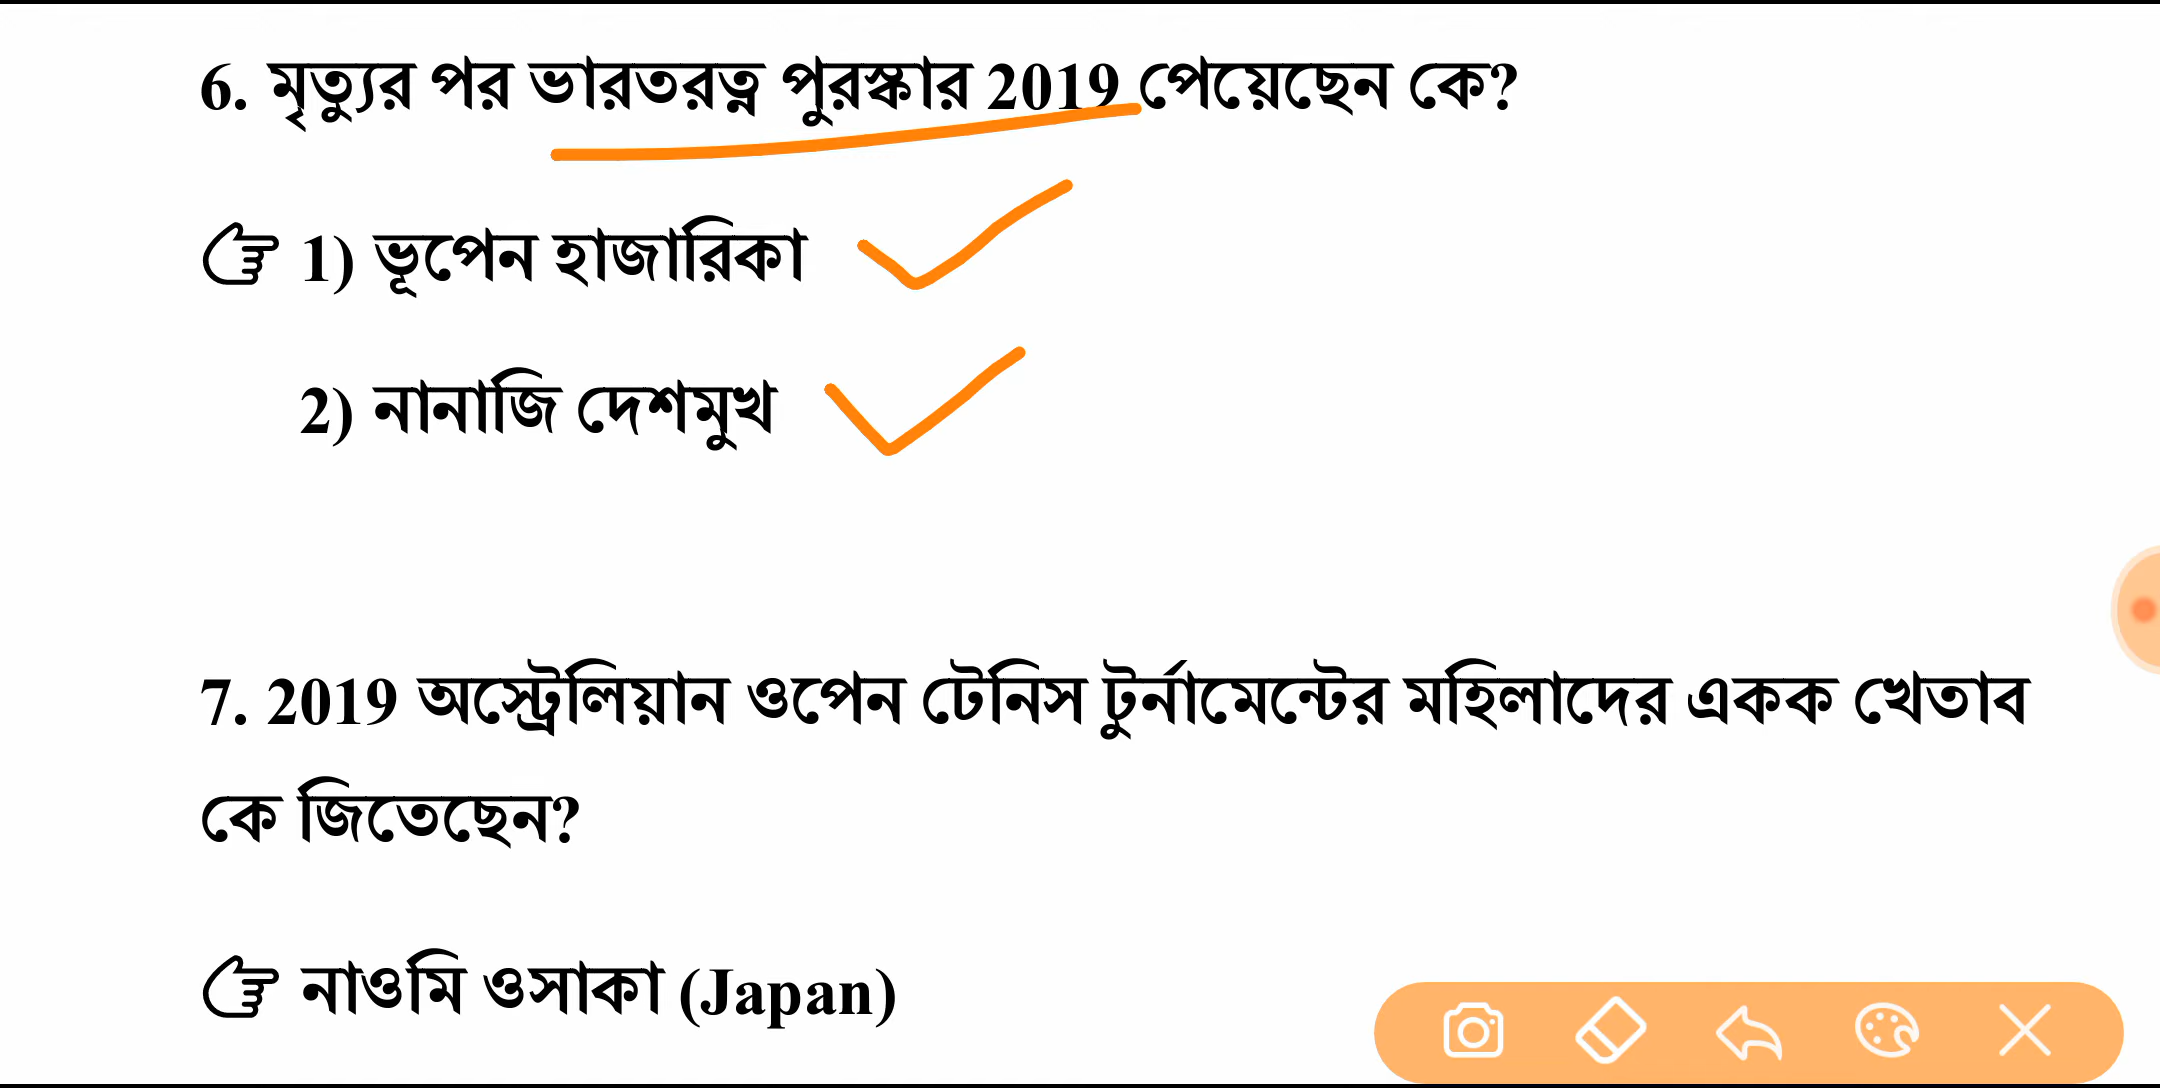 6. মৃত্যুর পর ভারতরত্ন পুরস্কার 2019 পেয়েছেন কে?
1) ভূপেন হাজারিকা
2) নানাজি দেশমুখ
7. 2019 অস্ট্রেলিয়ান ওপেন টেনিস টুর্নামেন্টের মহিলাদের একক খেতাব
কে জিতেছেন?
নাওমি ওসাকা (Japan)